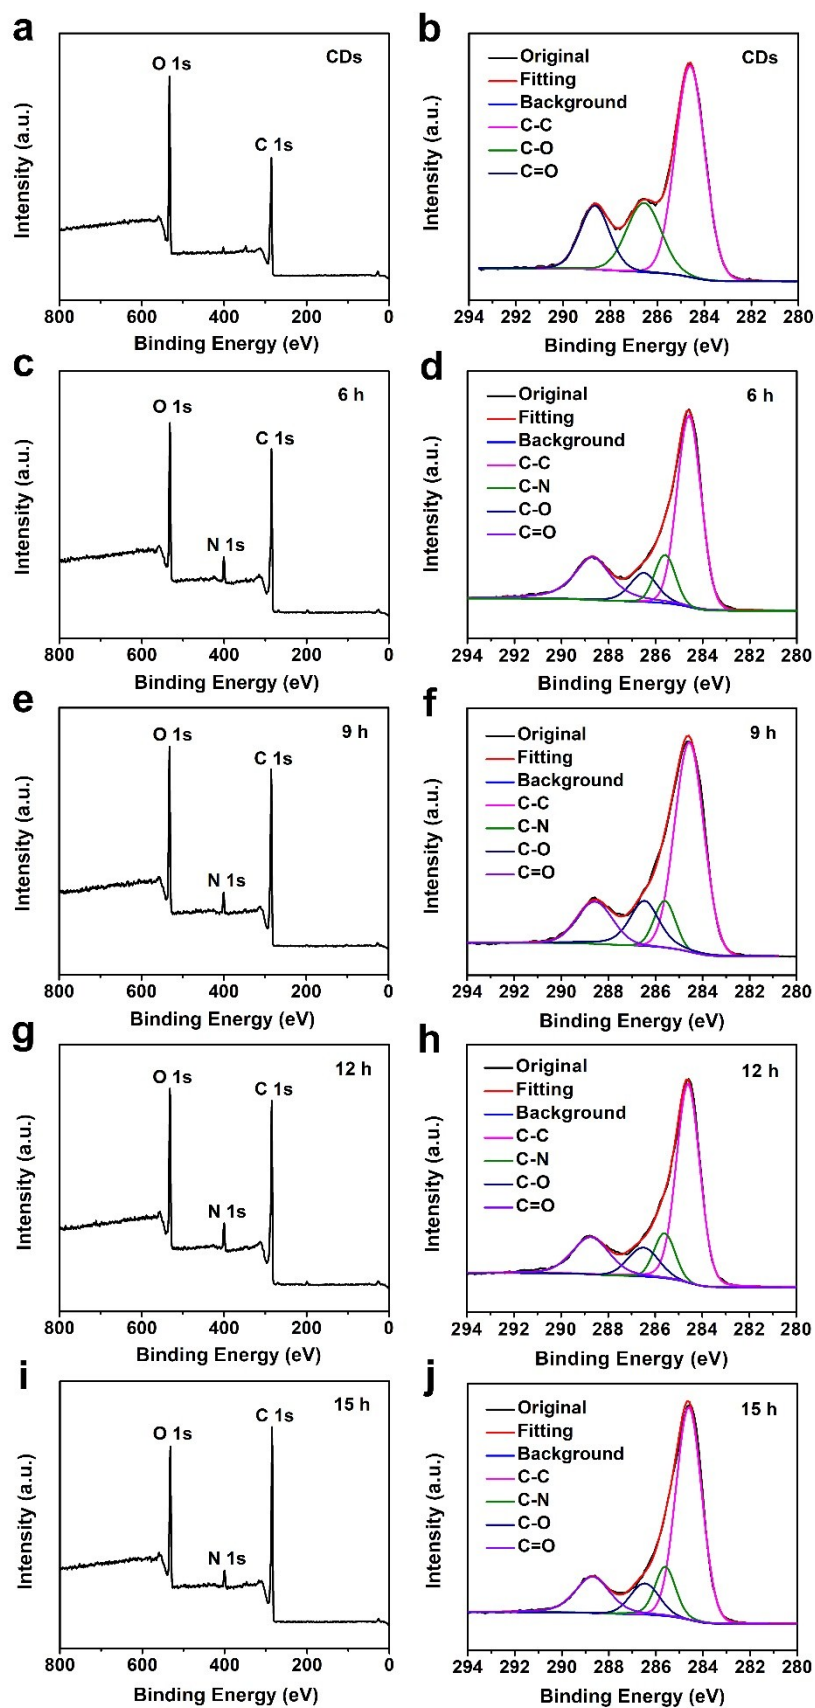 a
CDs
O 1s
C 1s
Intensity (a.u.)
800 600 400 200 0
Binding Energy (eV)
b
CDs
Original
Fitting
Background
C-C
C-O
C=O
Intensity (a.u.)
294 292 290 288 286 284 282 280
Binding Energy (eV)
c
6 h
O 1s
N 1s
C 1s
Intensity (a.u.)
800 600 400 200 0
Binding Energy (eV)
d
6 h
Original
Fitting
Background
C-C
C-N
C-O
C=O
Intensity (a.u.)
294 292 290 288 286 284 282 280
Binding Energy (eV)
e
9 h
O 1s
N 1s
C 1s
Intensity (a.u.)
800 600 400 200 0
Binding Energy (eV)
f
9 h
Original
Fitting
Background
C-C
C-N
C-O
C=O
Intensity (a.u.)
294 292 290 288 286 284 282 280
Binding Energy (eV)
g
12 h
O 1s
N 1s
C 1s
Intensity (a.u.)
800 600 400 200 0
Binding Energy (eV)
h
12 h
Original
Fitting
Background
C-C
C-N
C-O
C=O
Intensity (a.u.)
294 292 290 288 286 284 282 280
Binding Energy (eV)
i
15 h
O 1s
N 1s
C 1s
Intensity (a.u.)
800 600 400 200 0
Binding Energy (eV)
j
15 h
Original
Fitting
Background
C-C
C-N
C-O
C=O
Intensity (a.u.)
294 292 290 288 286 284 282 280
Binding Energy (eV)